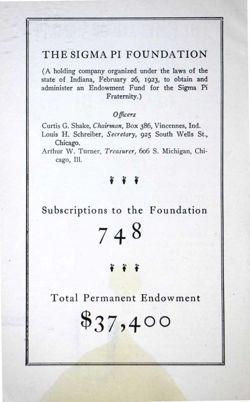 THE SIGMA PI FOUNDATION
(A holding company organized under the laws of the
state of Indiana, February 26, 1923, to obtain and
administer an Endowment Fund for the Sigma Pi
Fraternity.)
Officers
Curtis G. Shake, Chairman, Box 386, Vincennes, Ind.
Louis H. Schreiber, Secretary, 925 South Wells St.,
Chicago.
Arthur W. Turner, Treasurer, 606 S. Michigan, Chi-
cago, Ill.
Subscriptions to the Foundation
748
Total Permanent Endowment
$37,400